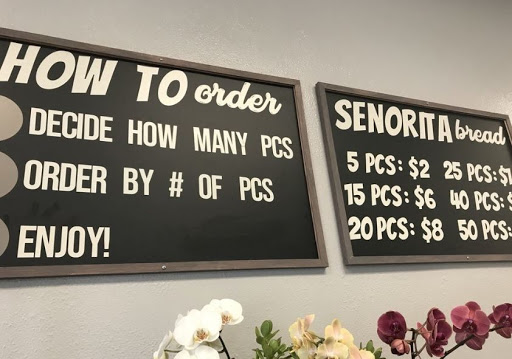 HOW TO order
DECIDE HOW MANY PCS
ORDER BY # OF PCS
ENJOY!
SENORITA bread
5 PCS: $2 25 PCS:
15 PCS: $6 40 PCS:
20 PCS: $8 50 PCS: